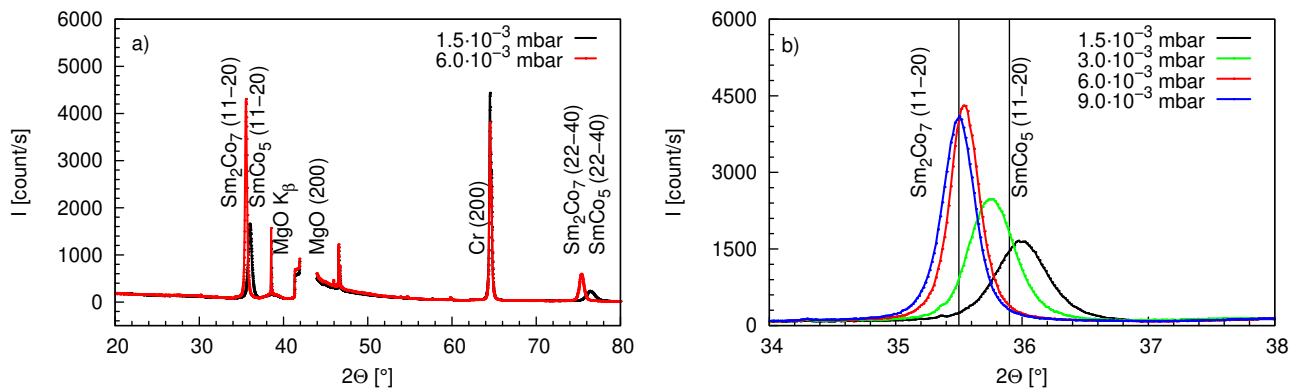 a)
1.5·10⁻³ mbar
6.0·10⁻³ mbar
6000
5000
4000
3000
2000
1000
0
I [count/s]
Sm₂Co₇ (11−20)
SmCo₅ (11−20)
MgO Kᵦ
MgO (200)
Cr (200)
Sm₂Co₇ (22−40)
SmCo₅ (22−40)
20 30 40 50 60 70 80
2Θ [°]
b)
1.5·10⁻³ mbar
3.0·10⁻³ mbar
6.0·10⁻³ mbar
9.0·10⁻³ mbar
6000
4500
3000
1500
0
I [count/s]
Sm₂Co₇ (11−20)
SmCo₅ (11−20)
34 35 36 37 38
2Θ [°]